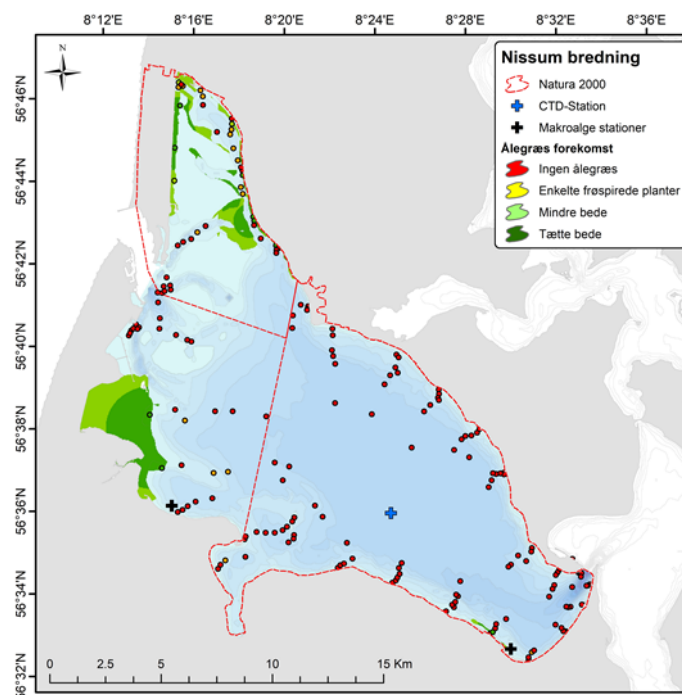 8°12'E 8°16'E 8°20'E 8°24'E 8°28'E 8°32'E 8°36'E
N
Nissum bredning
Natura 2000
CTD-Station
Makroalge stationer
Ålegræs forekomst
Ingen ålegræs
Enkelte frøspirede planter
Mindre bede
Tætte bede
56°46'N
56°44'N
56°42'N
56°40'N
56°38'N
56°36'N
56°34'N
56°32'N
0 2.5 5 10 15 Km